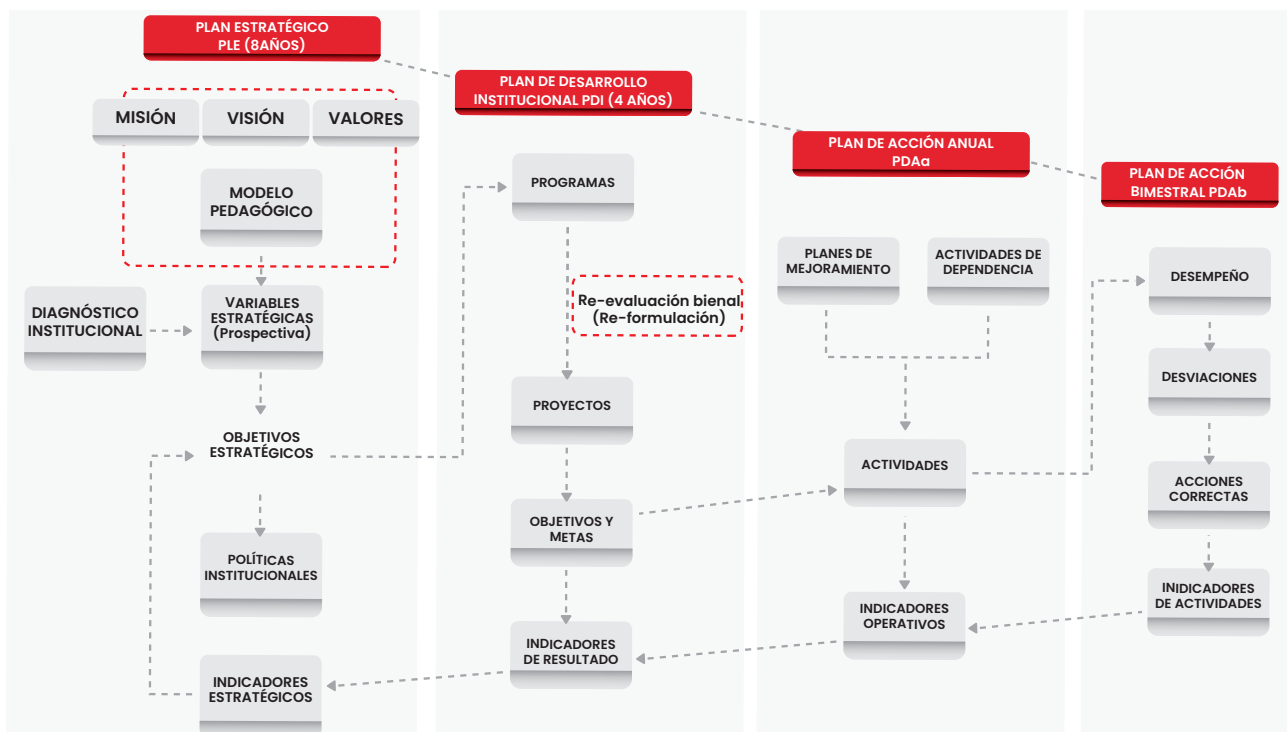 PLAN ESTRATÉGICO
PLE (8AÑOS)
MISIÓN
VISIÓN
VALORES
MODELO
PEDAGÓGICO
DIAGNÓSTICO
INSTITUCIONAL
VARIABLES
ESTRATÉGICAS
(Prospectiva)
OBJETIVOS
ESTRATÉGICOS
POLÍTICAS
INSTITUCIONALES
INDICADORES
ESTRATÉGICOS
PLAN DE DESARROLLO
INSTITUCIONAL PDI (4 AÑOS)
PROGRAMAS
Re-evaluación bienal
(Re-formulación)
PROYECTOS
OBJETIVOS Y
METAS
INDICADORES
DE RESULTADO
PLAN DE ACCIÓN ANUAL
PDAa
PLANES DE
MEJORAMIENTO
ACTIVIDADES DE
DEPENDENCIA
ACTIVIDADES
INDICADORES
OPERATIVOS
PLAN DE ACCIÓN
BIMESTRAL PDAb
DESEMPEÑO
DESVIACIONES
ACCIONES
CORRECTAS
INIDICADORES
DE ACTIVIDADES